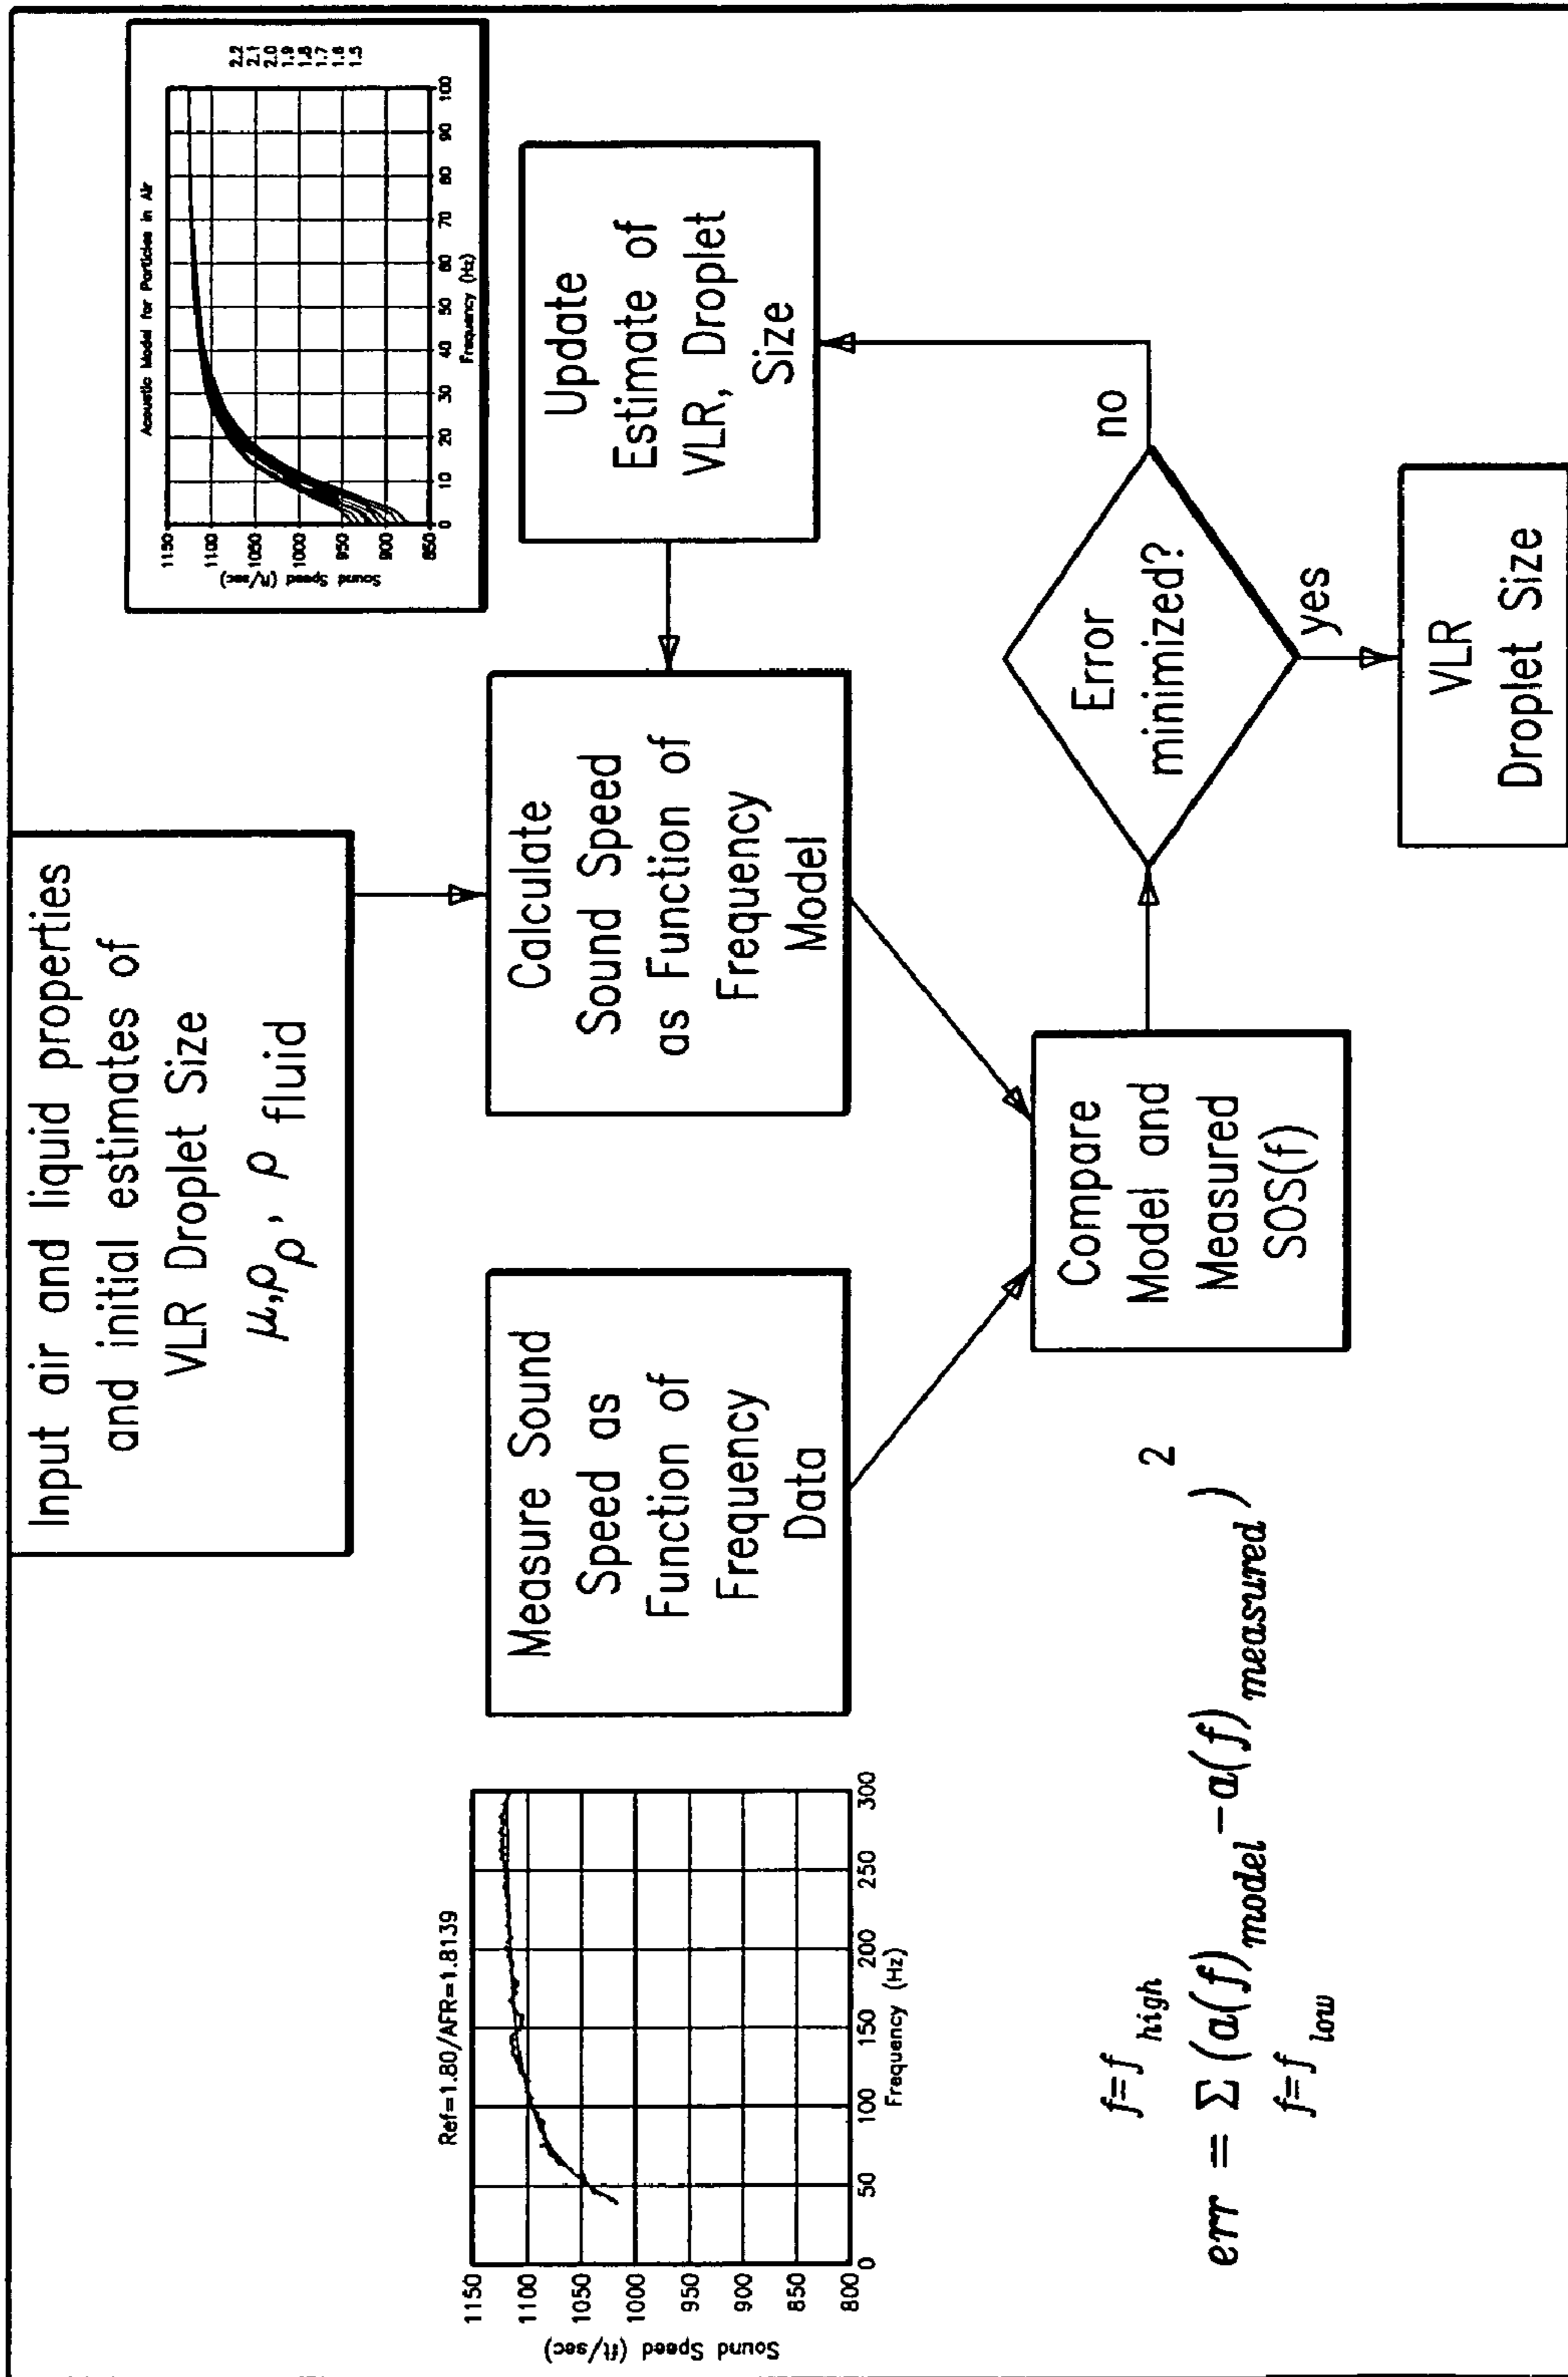 Input air and liquid properties
and initial estimates of
VLR Droplet Size
μ,ρρ, ρ fluid
Acoustic Model for Particles in Air
Sound Speed (ft/sec)
1150
1100
1050
1000
950
900
850
0 10 20 30 40 50 60 70 80 90 100
Frequency (Hz)
2.2
2.1
2.0
1.9
1.8
1.7
1.6
1.5
Ref=1.80/AFR=1.8139
Sound Speed (ft/sec)
1150
1100
1050
1000
950
900
850
800
0 50 100 150 200 250 300
Frequency (Hz)
Measure Sound
Speed as
Function of
Frequency
Data
Calculate
Sound Speed
as Function of
Frequency
Model
Update
Estimate of
VLR, Droplet
Size
Compare
Model and
Measured
SOS(f)
Error
minimized?
no
yes
VLR
Droplet Size
f=f high
err = Σ (a(f) model - a(f) measured) 2
f=f low